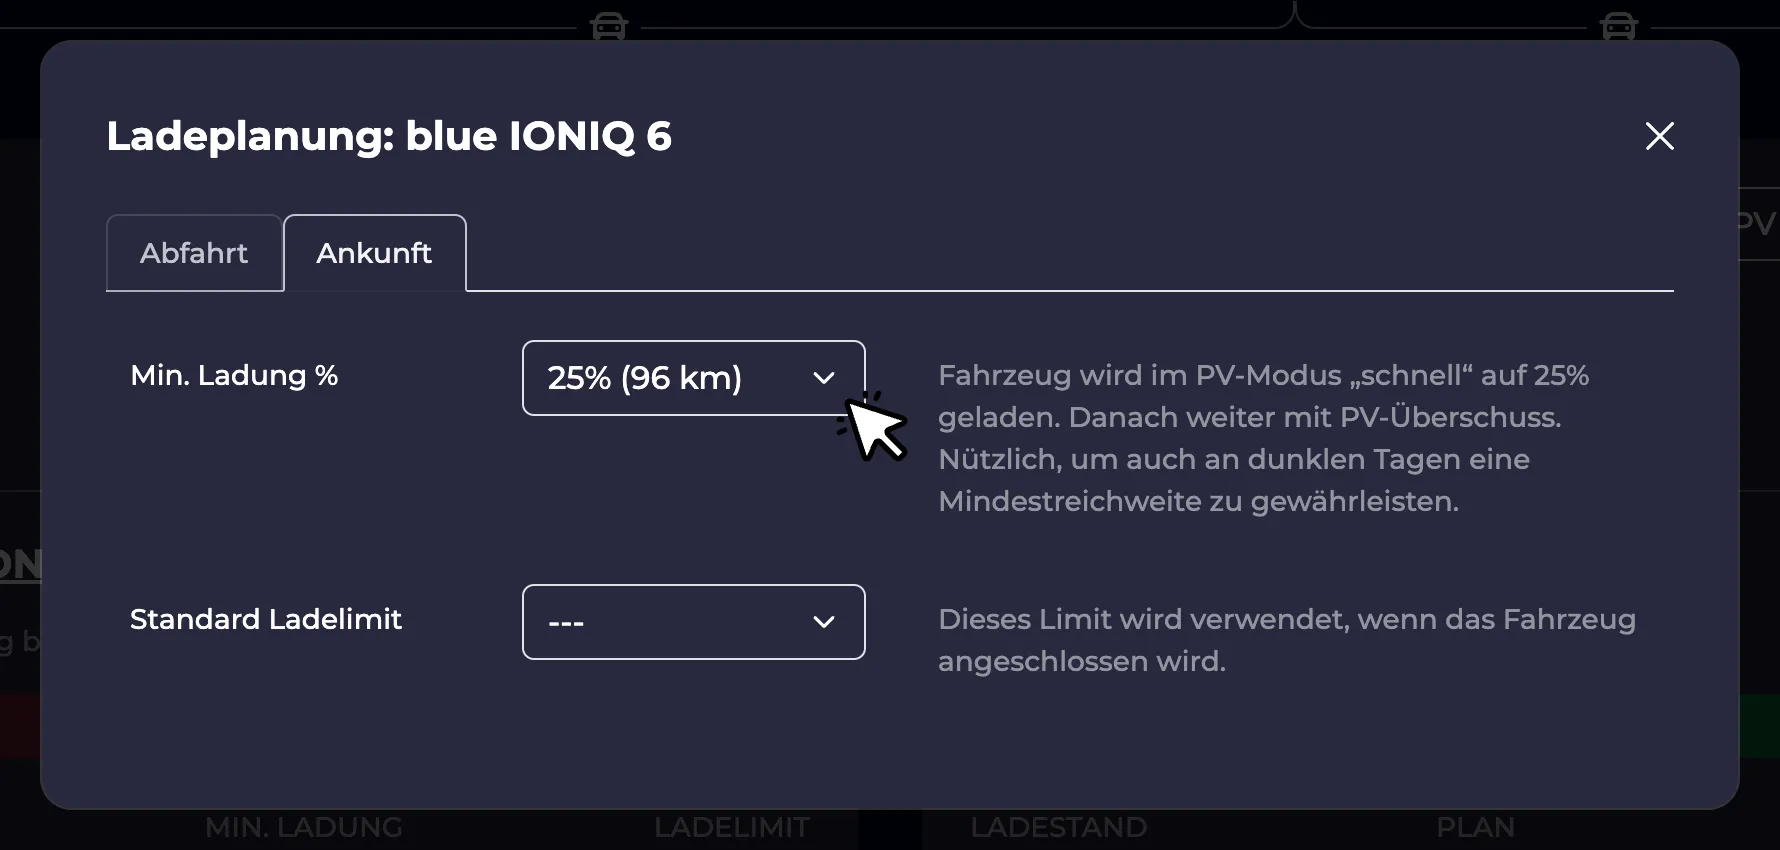 Ladeplanung: blue IONIQ 6
PV
Abfahrt
Ankunft
Min. Ladung %
25% (96 km)
Fahrzeug wird im PV-Modus „schnell“ auf 25%
geladen. Danach weiter mit PV-Überschuss.
Nützlich, um auch an dunklen Tagen eine
Mindestreichweite zu gewährleisten.
Standard Ladelimit
---
Dieses Limit wird verwendet, wenn das Fahrzeug
angeschlossen wird.
MIN. LADUNG
LADELIMIT
LADESTAND
PLAN